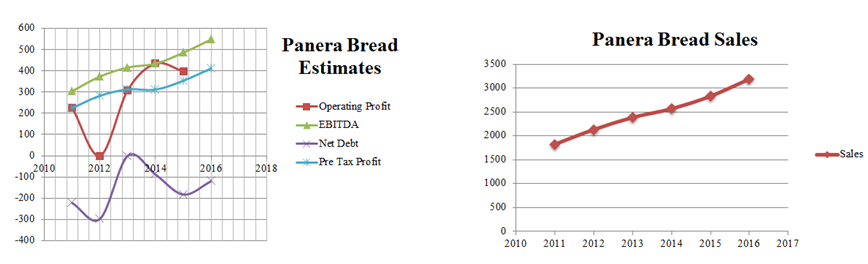 Panera Bread
Estimates
600
500
400
300
200
100
0
-100
-200
-300
-400
2010
2012
2014
2016
2018
Operating Profit
EBITDA
Net Debt
Pre Tax Profit
Panera Bread Sales
3500
3000
2500
2000
1500
1000
500
0
2010 2011 2012 2013 2014 2015 2016 2017
Sales